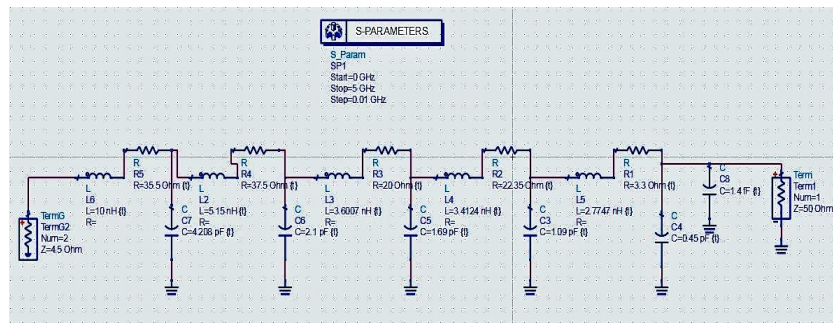 S-PARAMETERS
S_Param
SP1
Start=0 GHz
Stop=5 GHz
Step=0.01 GHz
R
R5
R=35.5 Ohm {t}
R
R4
R=37.5 Ohm {t}
R
R3
R=20 Ohm {t}
R
R2
R=22.35 Ohm {t}
R
R1
R=3.3 Ohm {t}
L
L6
L=10 nH {t}
R=
L
L2
L=5.15 nH {t}
R=
L
L3
L=3.6007 nH {t}
R=
L
L4
L=3.4124 nH {t}
R=
L
L5
L=2.7747 nH {t}
R=
C
C8
C=1.4 fF {t}
Term
Term1
Num=1
Z=50 Ohm
TermG
TermG2
Num=2
Z=4.5 Ohm
C
C7
C=4.208 pF {t}
C
C6
C=2.1 pF {t}
C
C5
C=1.69 pF {t}
C
C3
C=1.09 pF {t}
C
C4
C=0.45 pF {t}